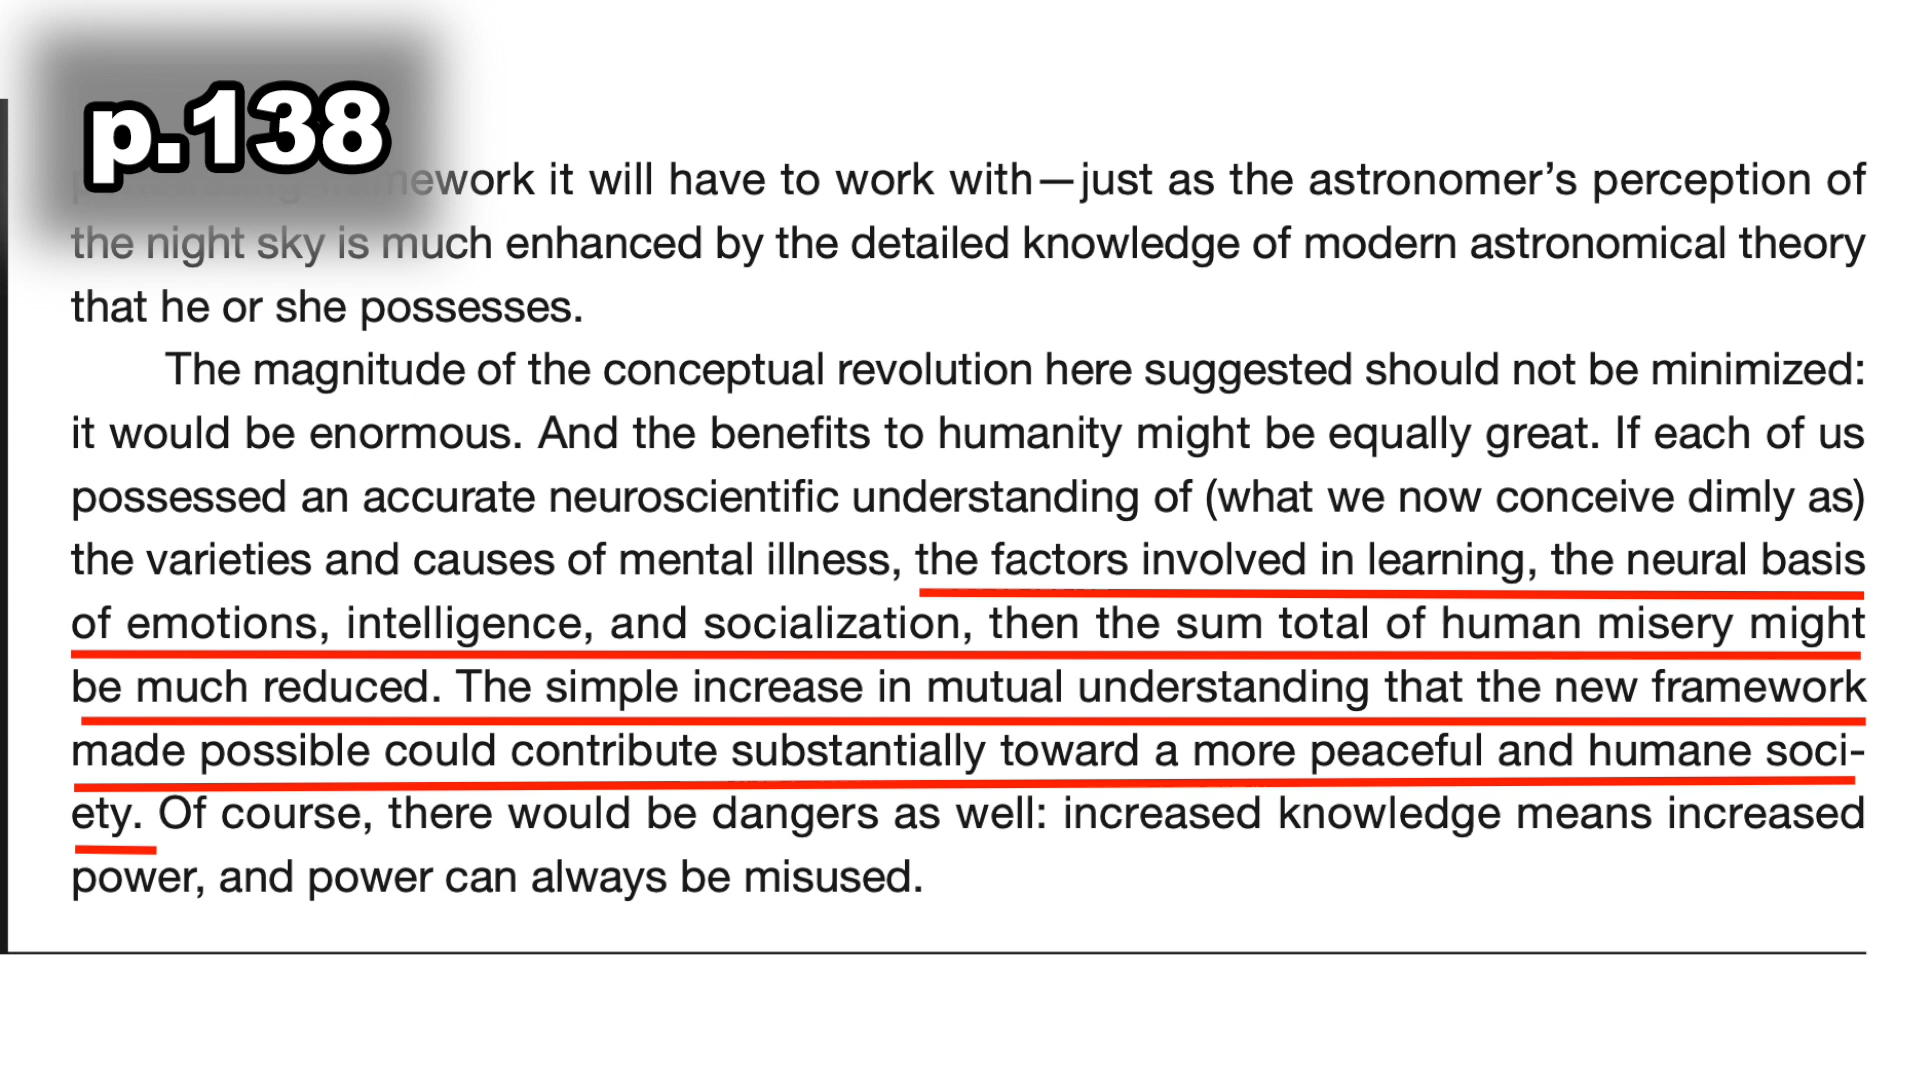 p.138
ework it will have to work with—just as the astronomer’s perception of
the night sky is much enhanced by the detailed knowledge of modern astronomical theory
that he or she possesses.
The magnitude of the conceptual revolution here suggested should not be minimized:
it would be enormous. And the benefits to humanity might be equally great. If each of us
possessed an accurate neuroscientific understanding of (what we now conceive dimly as)
the varieties and causes of mental illness, the factors involved in learning, the neural basis
of emotions, intelligence, and socialization, then the sum total of human misery might
be much reduced. The simple increase in mutual understanding that the new framework
made possible could contribute substantially toward a more peaceful and humane soci-
ety. Of course, there would be dangers as well: increased knowledge means increased
power, and power can always be misused.